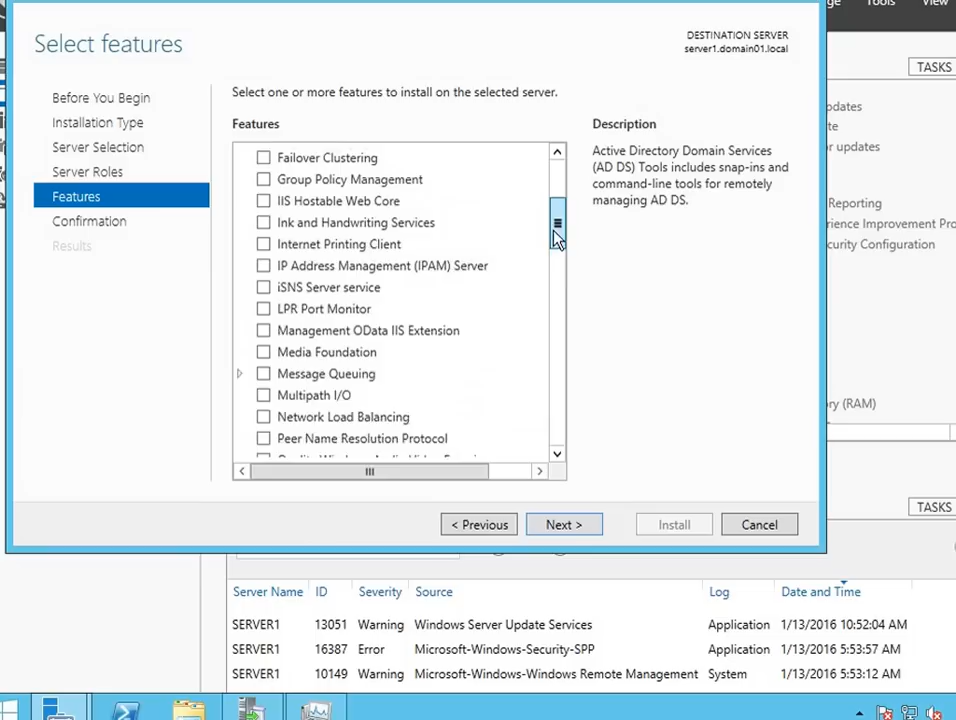 Tools
View
Select features
DESTINATION SERVER
server1.domain01.local
TASKS
Before You Begin
Installation Type
Server Selection
Server Roles
Features
Confirmation
Results
Select one or more features to install on the selected server.
Features
Failover Clustering
Group Policy Management
IIS Hostable Web Core
Ink and Handwriting Services
Internet Printing Client
IP Address Management (IPAM) Server
iSNS Server service
LPR Port Monitor
Management OData IIS Extension
Media Foundation
Message Queuing
Multipath I/O
Network Load Balancing
Peer Name Resolution Protocol
Description
Active Directory Domain Services
(AD DS) Tools includes snap-ins and
command-line tools for remotely
managing AD DS.
updates
r updates
Reporting
erience Improvement Pro
curity Configuration
ry (RAM)
< Previous
Next >
Install
Cancel
TASKS
Server Name ID Severity Source Log Date and Time
SERVER1 13051 Warning Windows Server Update Services Application 1/13/2016 10:52:04 AM
SERVER1 16387 Error Microsoft-Windows-Security-SPP Application 1/13/2016 5:53:57 AM
SERVER1 10149 Warning Microsoft-Windows-Windows Remote Management System 1/13/2016 5:53:12 AM